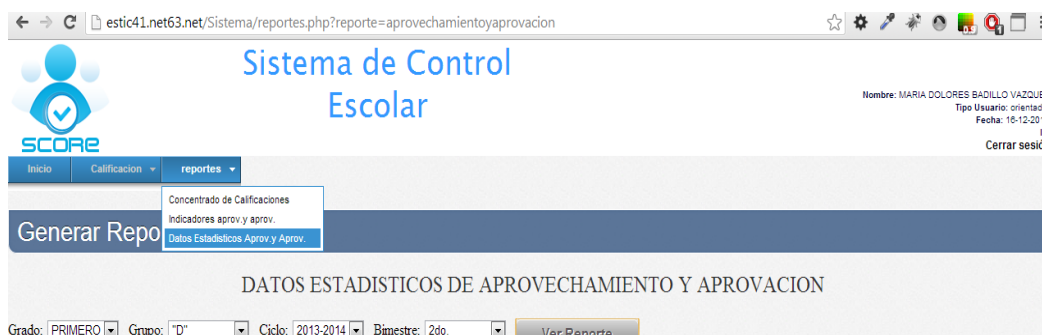 estic41.net63.net/Sistema/reportes.php?reporte=aprovechamientoyaprovacion
Sistema de Control
Escolar
SCORE
Nombre: MARIA DOLORES BADILLO VAZQUE
Tipo Usuario: orientad
Fecha: 16-12-20
Cerrar sesió
Inicio Calificacion reportes
Concentrado de Calificaciones
Indicadores aprov.y aprov.
Datos Estadisticos Aprov.y Aprov.
Generar Repo
DATOS ESTADISTICOS DE APROVECHAMIENTO Y APROVACION
Grado: PRIMERO Grupo: "D" Ciclo: 2013-2014 Bimestre: 2do. Ver Reporte